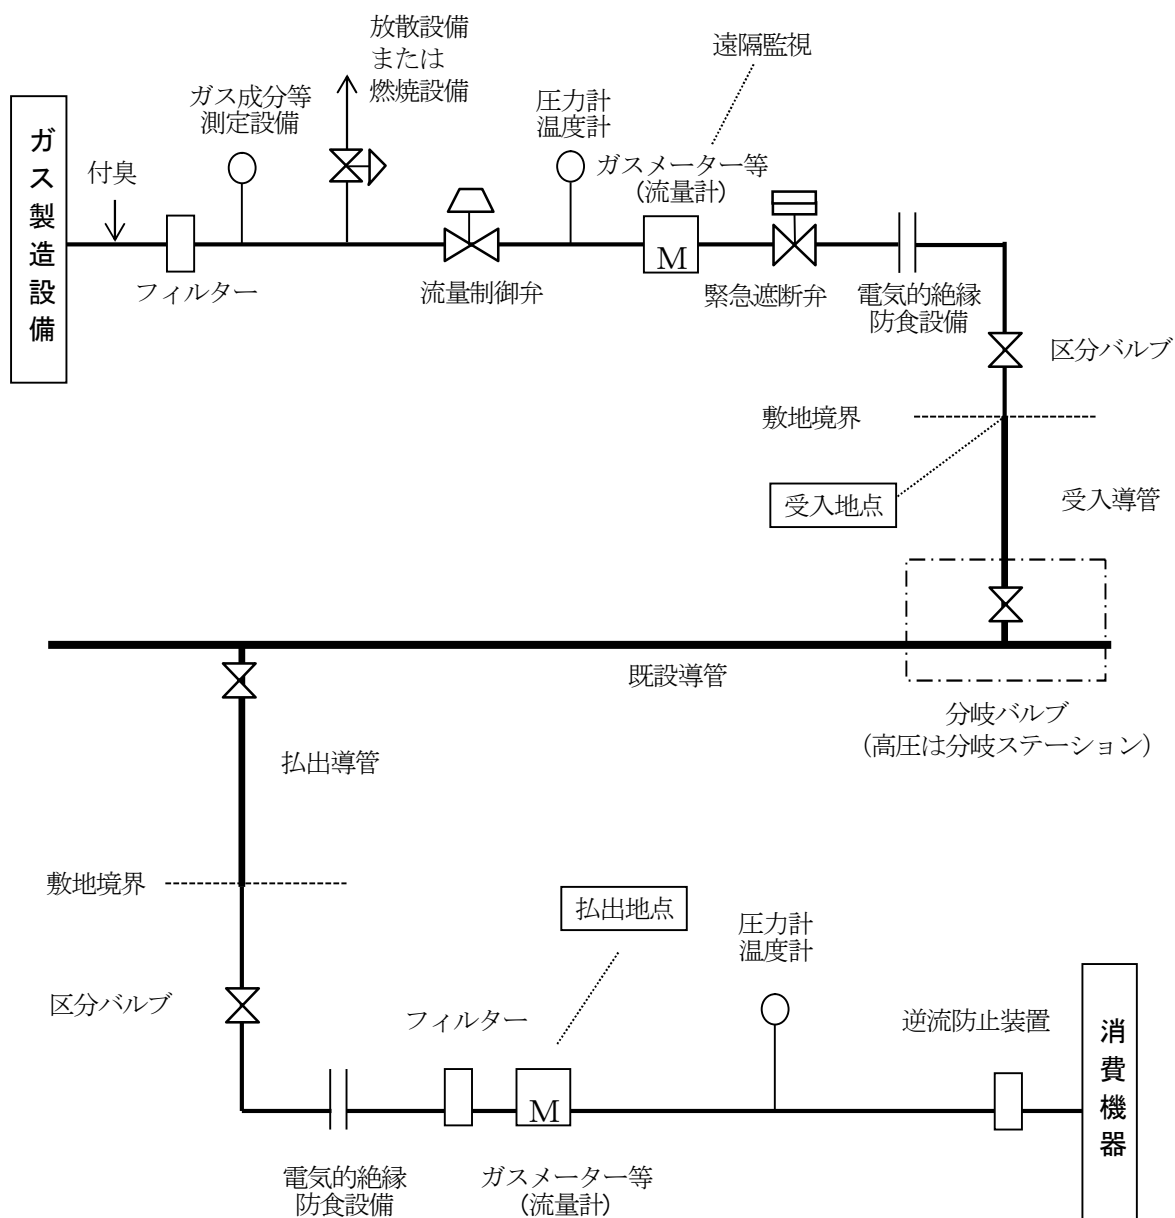 放散設備
または
燃焼設備
遠隔監視
ガス成分等
測定設備
圧力計
温度計
ガス製造設備
付臭
ガスメーター等
（流量計）
M
フィルター
流量制御弁
緊急遮断弁
電気的絶縁
防食設備
区分バルブ
敷地境界
受入地点
受入導管
既設導管
分岐バルブ
（高圧は分岐ステーション）
払出導管
敷地境界
払出地点
圧力計
温度計
区分バルブ
フィルター
逆流防止装置
消費機器
M
電気的絶縁
防食設備
ガスメーター等
（流量計）